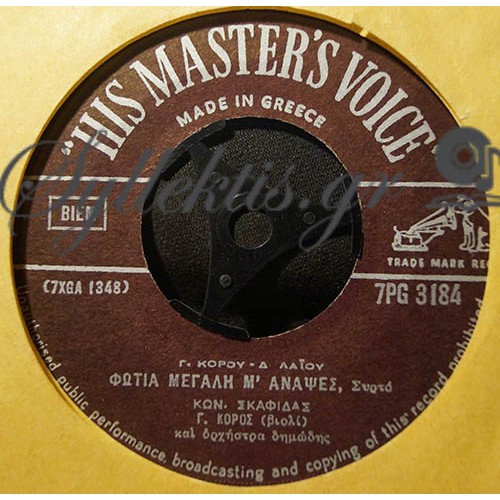 "HIS MASTER'S VOICE"
MADE IN GREECE
Syllektis.gr
BIEM
TRADE MARK REG
(7XGA 1348)
7PG 3184
Γ. ΚΟΡΟΥ - Δ. ΛΑΪΟΥ
ΦΩΤΙΑ ΜΕΓΑΛΗ Μ' ΑΝΑΨΕΣ, Συρτό
ΚΩΝ. ΣΚΑΦΙΔΑΣ
Γ. ΚΟΡΟΣ (βιολί)
καί ὀρχήστρα δημώδης
Unauthorised public performance, broadcasting and copying of this record